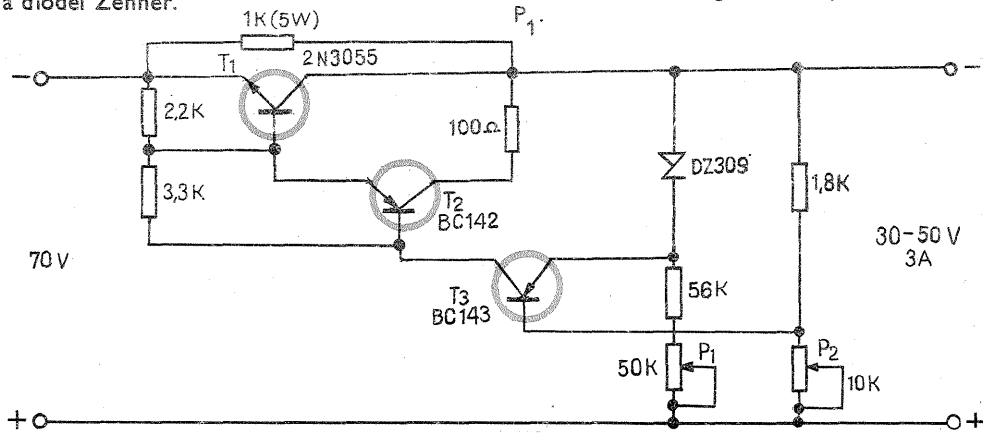 a diodei Zenner.
1K(5W)
P1.
T1
2N3055
2,2K
100Ω
DZ309
1,8K
3,3K
T2
BC142
70V
30-50V
3A
T3
BC143
56K
P1
50K
P2
10K
-
-
+
+